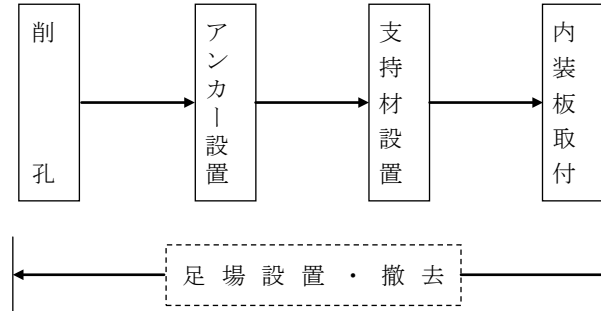 削孔
アンカー設置
支持材設置
内装板取付
足場設置・撤去